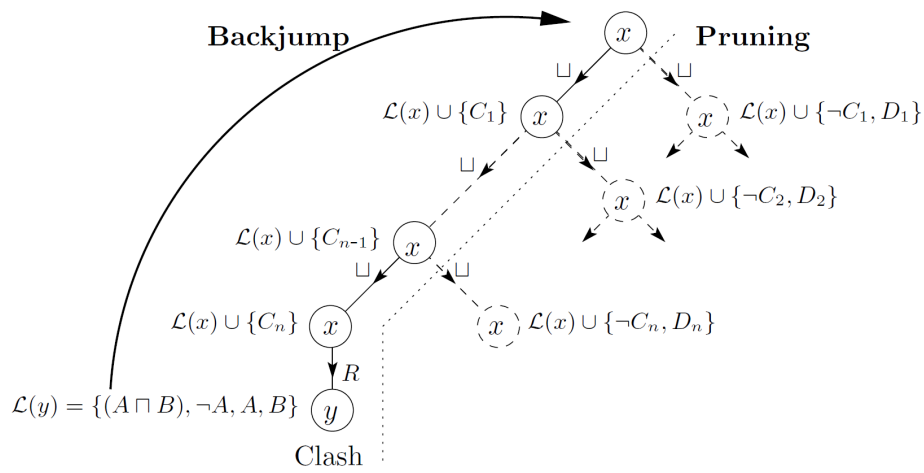 Backjump
x
Pruning
⊔
⊔
ℒ(x) ∪ {C₁}
x
x
ℒ(x) ∪ {¬C₁, D₁}
⊔
⊔
x
ℒ(x) ∪ {¬C₂, D₂}
ℒ(x) ∪ {Cₙ₋₁}
x
⊔
⊔
ℒ(x) ∪ {Cₙ}
x
x
ℒ(x) ∪ {¬Cₙ, Dₙ}
R
ℒ(y) = {(A ⊓ B), ¬A, A, B}
y
Clash